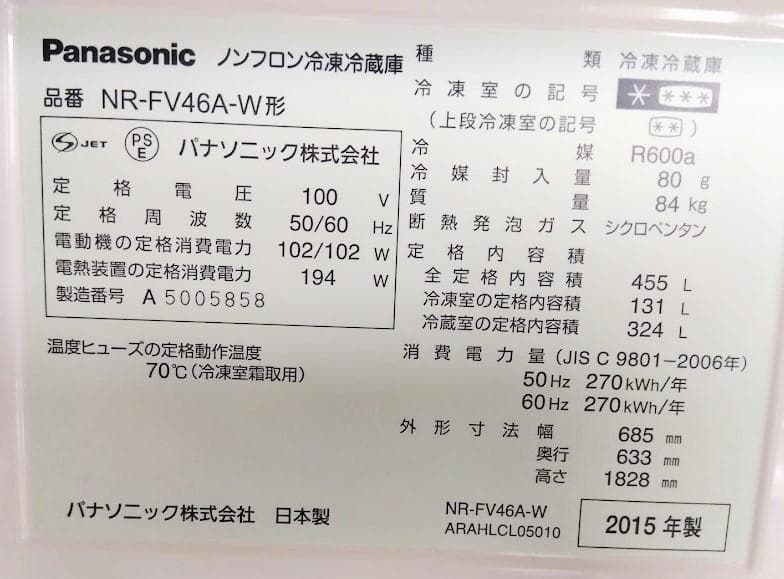 Panasonic ノンフロン冷凍冷蔵庫
品番 NR-FV46A-W形
S JET PSE パナソニック株式会社
定格電圧 100 V
定格周波数 50/60 Hz
電動機の定格消費電力 102/102 W
電熱装置の定格消費電力 194 W
製造番号 A 5005858
温度ヒューズの定格動作温度
70℃(冷凍室霜取用)
パナソニック株式会社 日本製
種類 冷凍冷蔵庫
冷凍室の記号 * ***
(上段冷凍室の記号 **)
冷媒 R600a
冷媒封入量 80 g
質量 84 kg
断熱発泡ガス シクロペンタン
定格内容積
全定格内容積 455 L
冷凍室の定格内容積 131 L
冷蔵室の定格内容積 324 L
消費電力量(JIS C 9801-2006年)
50Hz 270kWh/年
60Hz 270kWh/年
外形寸法幅 685 mm
奥行 633 mm
高さ 1828 mm
NR-FV46A-W
ARAHLCL05010
2015年製